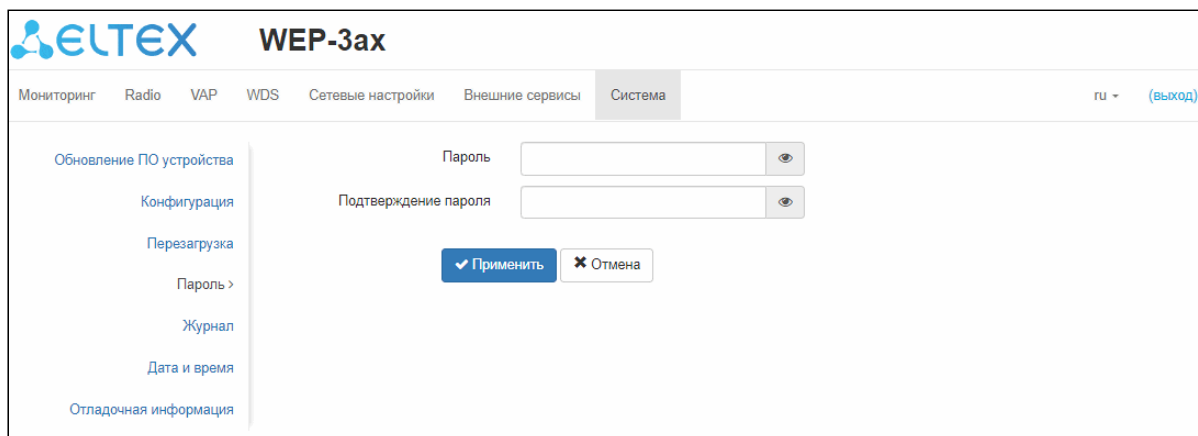 ELTEX WEP-3ax
Мониторинг Radio VAP WDS Сетевые настройки Внешние сервисы Система ru (выход)
Обновление ПО устройства
Конфигурация
Перезагрузка
Пароль >
Журнал
Дата и время
Отладочная информация
Пароль
Подтверждение пароля
Применить Отмена